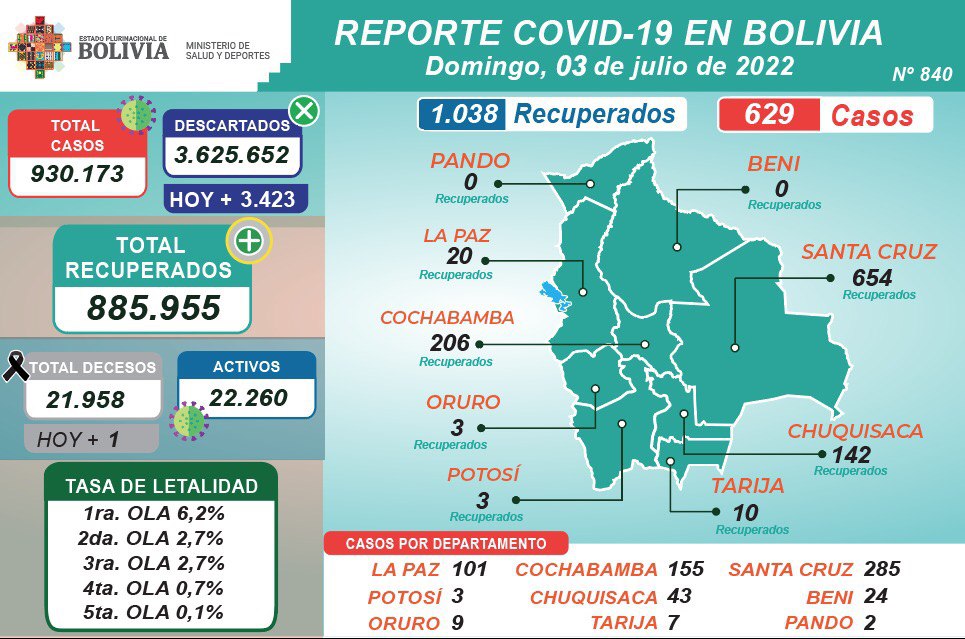 ESTADO PLURINACIONAL DE
BOLIVIA
MINISTERIO DE
SALUD Y DEPORTES
REPORTE COVID-19 EN BOLIVIA
Domingo, 03 de julio de 2022
Nº 840
TOTAL
CASOS
930.173
DESCARTADOS
3.625.652
HOY + 3.423
TOTAL
RECUPERADOS
885.955
TOTAL DECESOS
21.958
HOY + 1
ACTIVOS
22.260
TASA DE LETALIDAD
1ra. OLA 6,2%
2da. OLA 2,7%
3ra. OLA 2,7%
4ta. OLA 0,7%
5ta. OLA 0,1%
1.038 Recuperados
629 Casos
PANDO
0
Recuperados
BENI
0
Recuperados
LA PAZ
20
Recuperados
SANTA CRUZ
654
Recuperados
COCHABAMBA
206
Recuperados
ORURO
3
Recuperados
CHUQUISACA
142
Recuperados
POTOSÍ
3
Recuperados
TARIJA
10
Recuperados
CASOS POR DEPARTAMENTO
LA PAZ 101 COCHABAMBA 155 SANTA CRUZ 285
POTOSÍ 3 CHUQUISACA 43 BENI 24
ORURO 9 TARIJA 7 PANDO 2